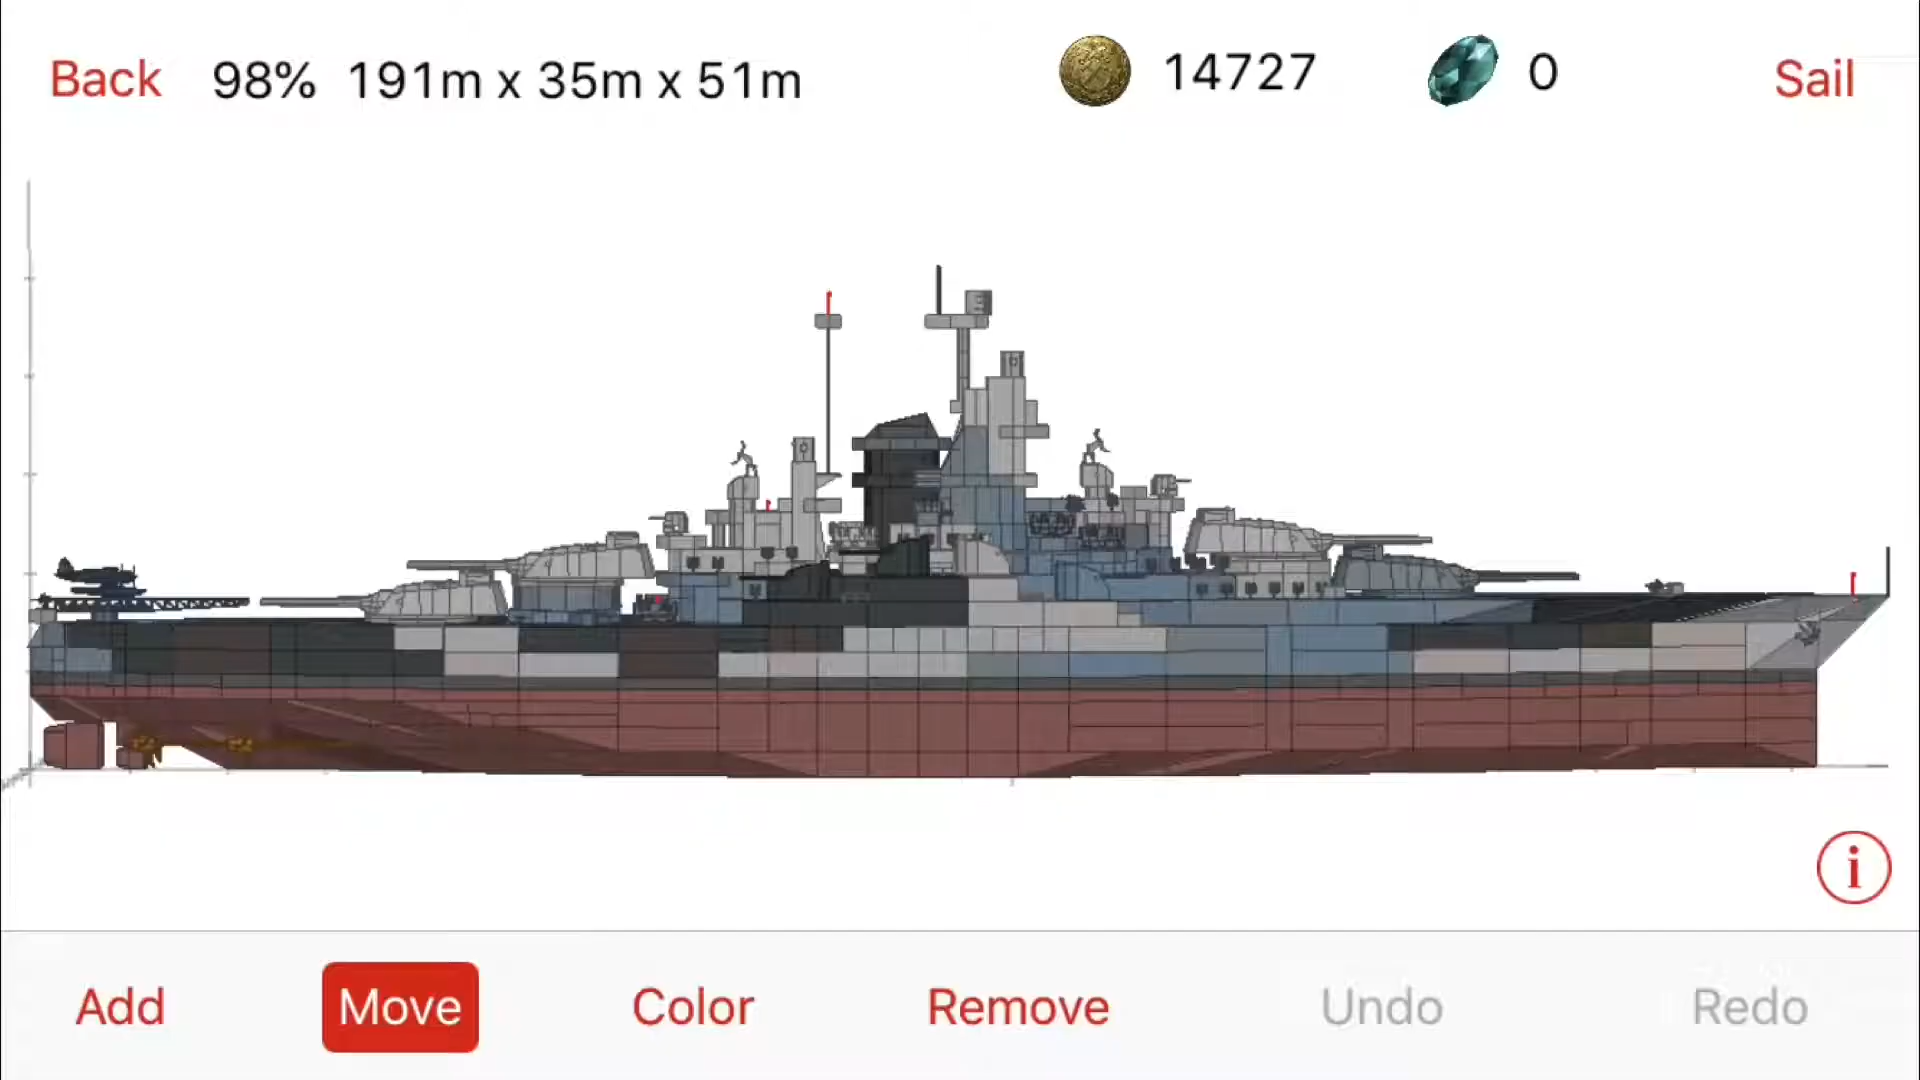 Back 98% 191m x 35m x 51m 14727 0 Sail
i
Add Move Color Remove Undo Redo